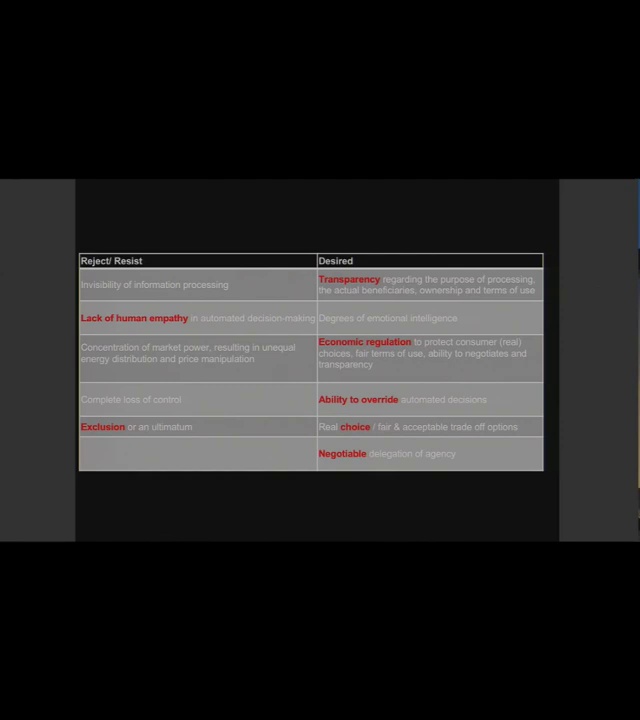 Reject/ Resist
Desired
Invisibility of information processing
Transparency regarding the purpose of processing,
the actual beneficiaries, ownership and terms of use
Lack of human empathy in automated decision-making
Degrees of emotional intelligence
Concentration of market power, resulting in unequal
energy distribution and price manipulation
Economic regulation to protect consumer (real)
choices, fair terms of use, ability to negotiates and
transparency
Complete loss of control
Ability to override automated decisions
Exclusion or an ultimatum
Real choice / fair & acceptable trade off options
Negotiable delegation of agency